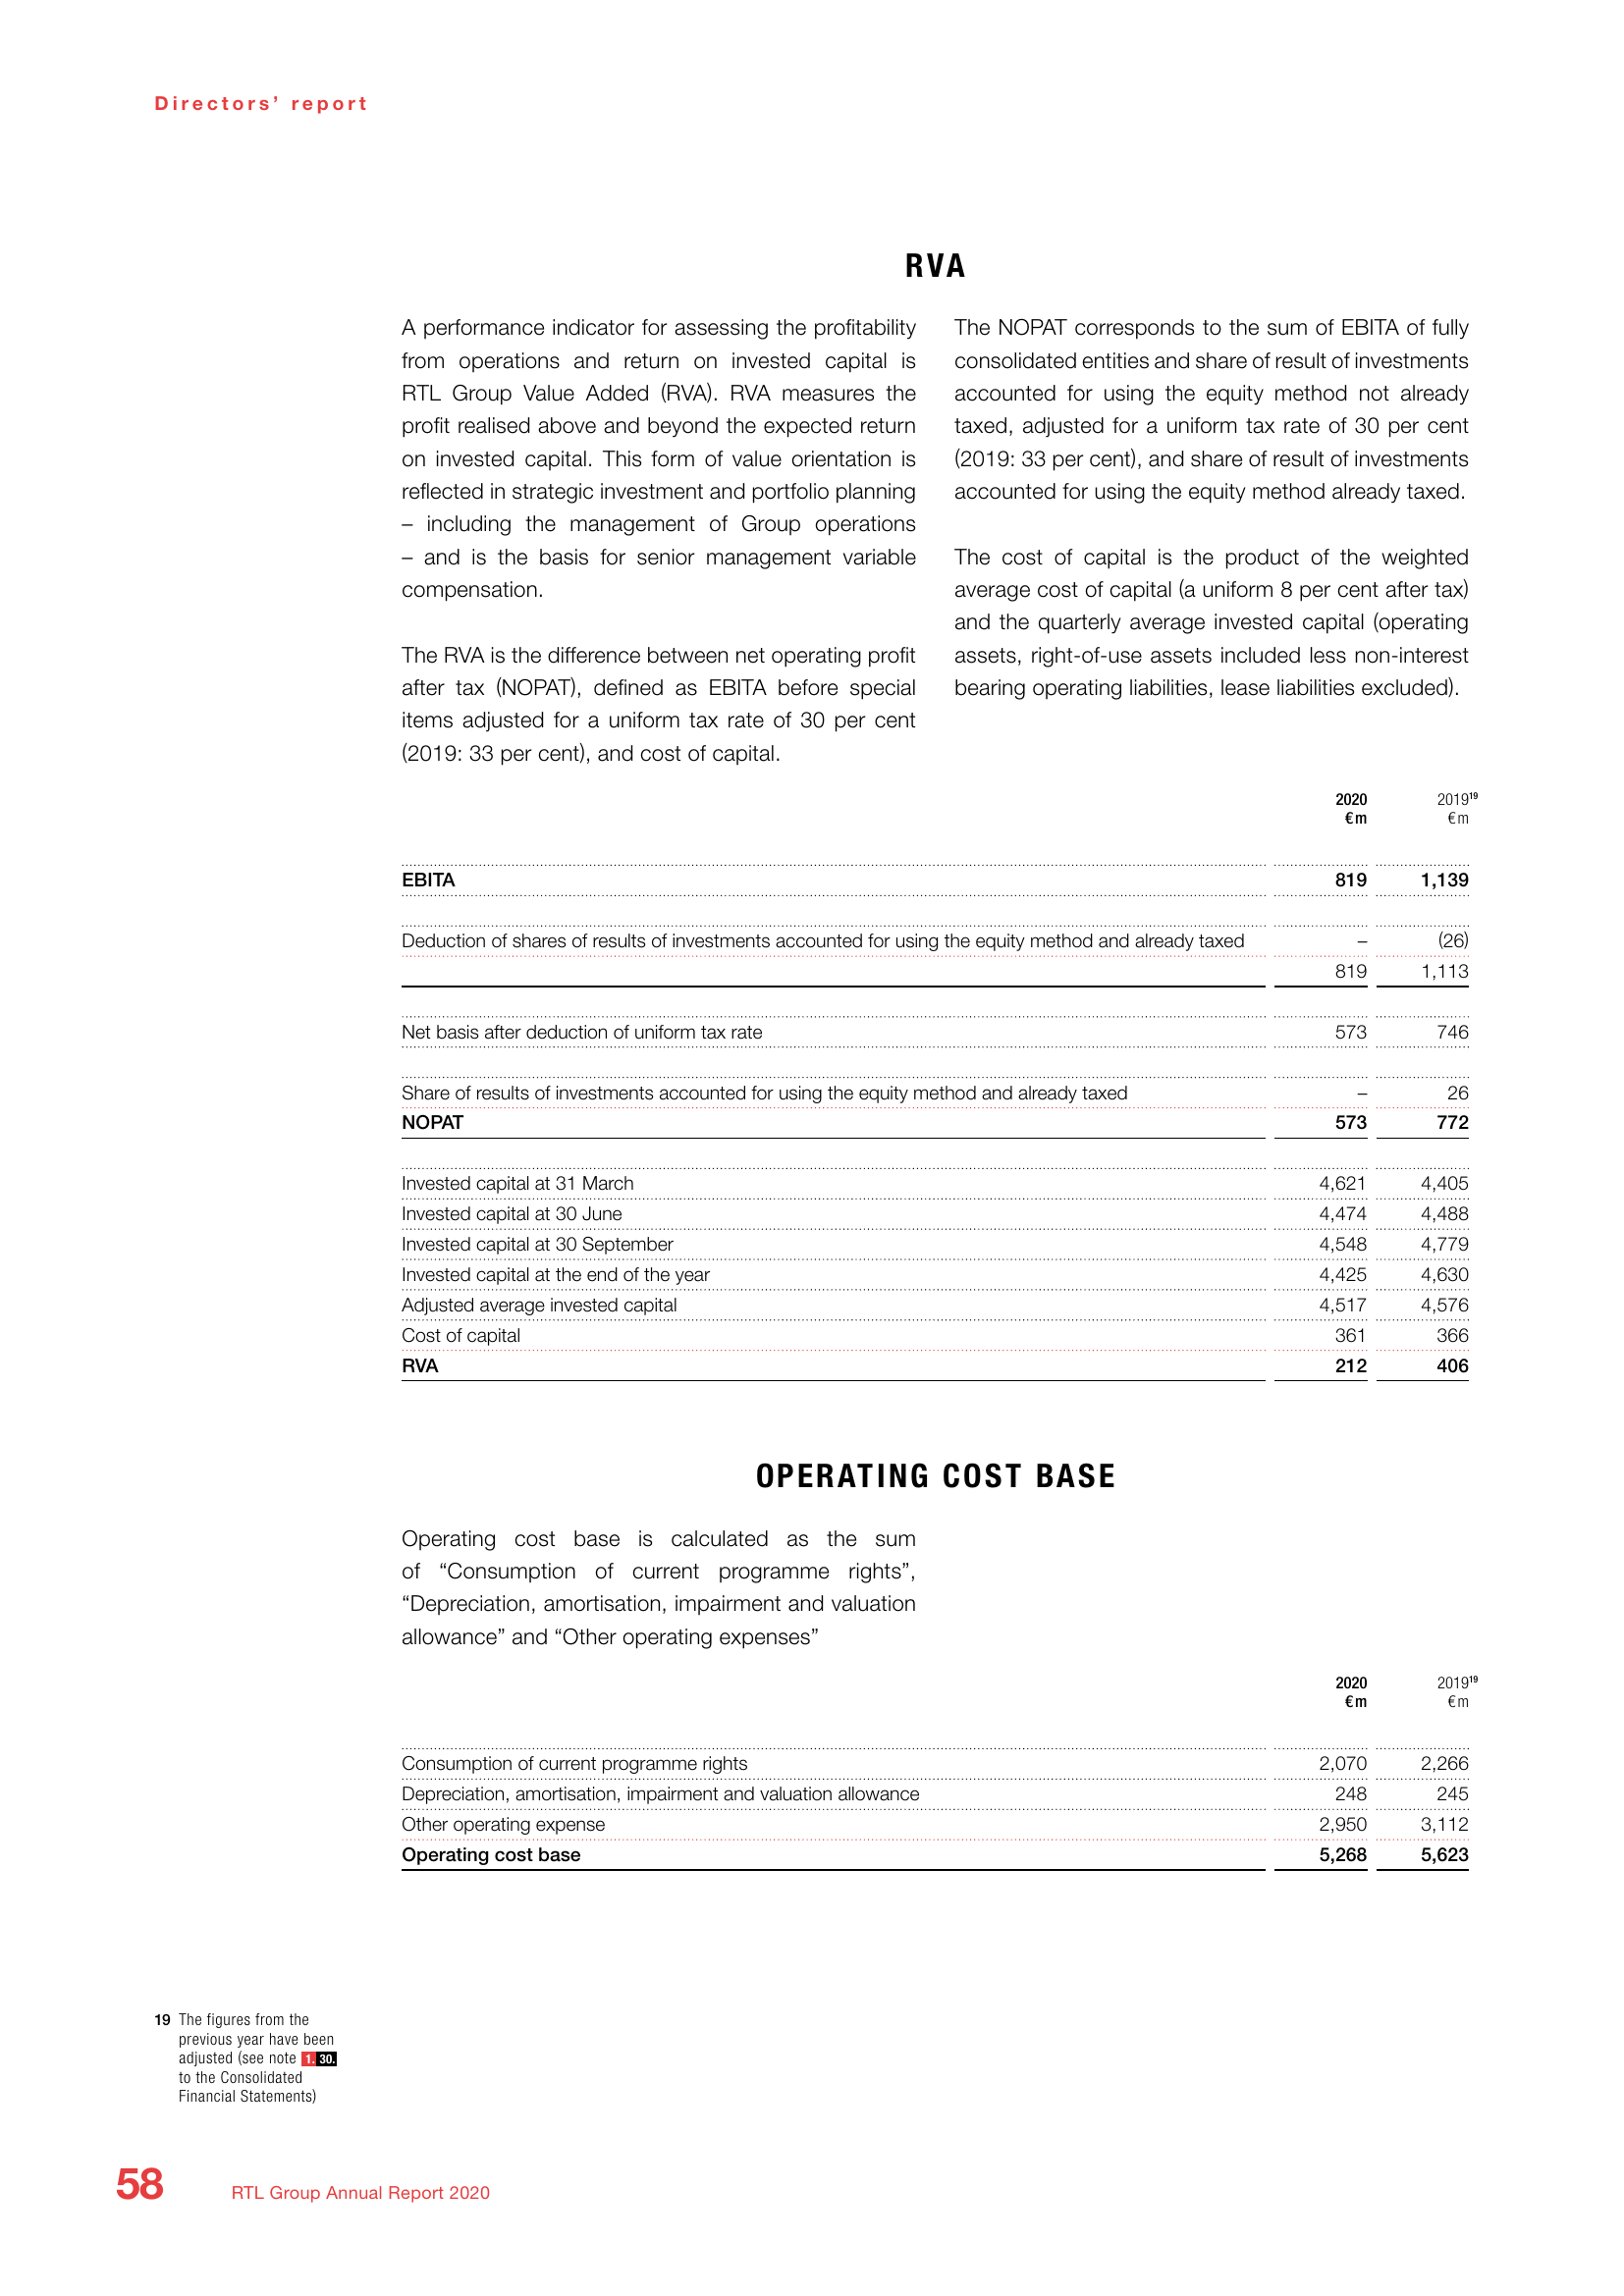 Directors’ report
RVA
A performance indicator for assessing the profitability
from operations and return on invested capital is
RTL Group Value Added (RVA). RVA measures the
profit realised above and beyond the expected return
on invested capital. This form of value orientation is
reflected in strategic investment and portfolio planning
– including the management of Group operations
– and is the basis for senior management variable
compensation.
The RVA is the difference between net operating profit
after tax (NOPAT), defined as EBITA before special
items adjusted for a uniform tax rate of 30 per cent
(2019: 33 per cent), and cost of capital.
The NOPAT corresponds to the sum of EBITA of fully
consolidated entities and share of result of investments
accounted for using the equity method not already
taxed, adjusted for a uniform tax rate of 30 per cent
(2019: 33 per cent), and share of result of investments
accounted for using the equity method already taxed.
The cost of capital is the product of the weighted
average cost of capital (a uniform 8 per cent after tax)
and the quarterly average invested capital (operating
assets, right-of-use assets included less non-interest
bearing operating liabilities, lease liabilities excluded).
2020 2019¹⁹
€m €m
EBITA 819 1,139
Deduction of shares of results of investments accounted for using the equity method and already taxed – (26)
819 1,113
Net basis after deduction of uniform tax rate 573 746
Share of results of investments accounted for using the equity method and already taxed – 26
NOPAT 573 772
Invested capital at 31 March 4,621 4,405
Invested capital at 30 June 4,474 4,488
Invested capital at 30 September 4,548 4,779
Invested capital at the end of the year 4,425 4,630
Adjusted average invested capital 4,517 4,576
Cost of capital 361 366
RVA 212 406
OPERATING COST BASE
Operating cost base is calculated as the sum
of “Consumption of current programme rights”,
“Depreciation, amortisation, impairment and valuation
allowance” and “Other operating expenses”
2020 2019¹⁹
€m €m
Consumption of current programme rights 2,070 2,266
Depreciation, amortisation, impairment and valuation allowance 248 245
Other operating expense 2,950 3,112
Operating cost base 5,268 5,623
19 The figures from the
previous year have been
adjusted (see note 1. 30.
to the Consolidated
Financial Statements)
58 RTL Group Annual Report 2020